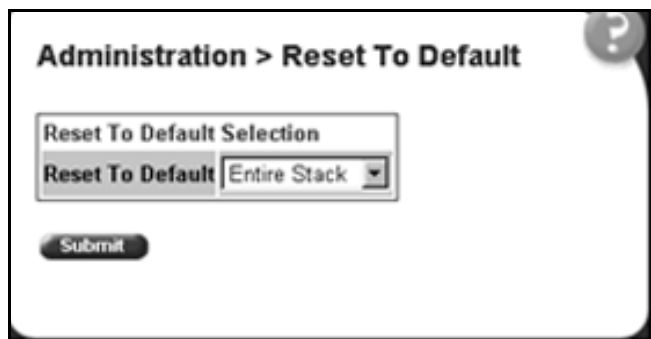 Administration > Reset To Default
?
Reset To Default Selection
Reset To Default Entire Stack
Submit